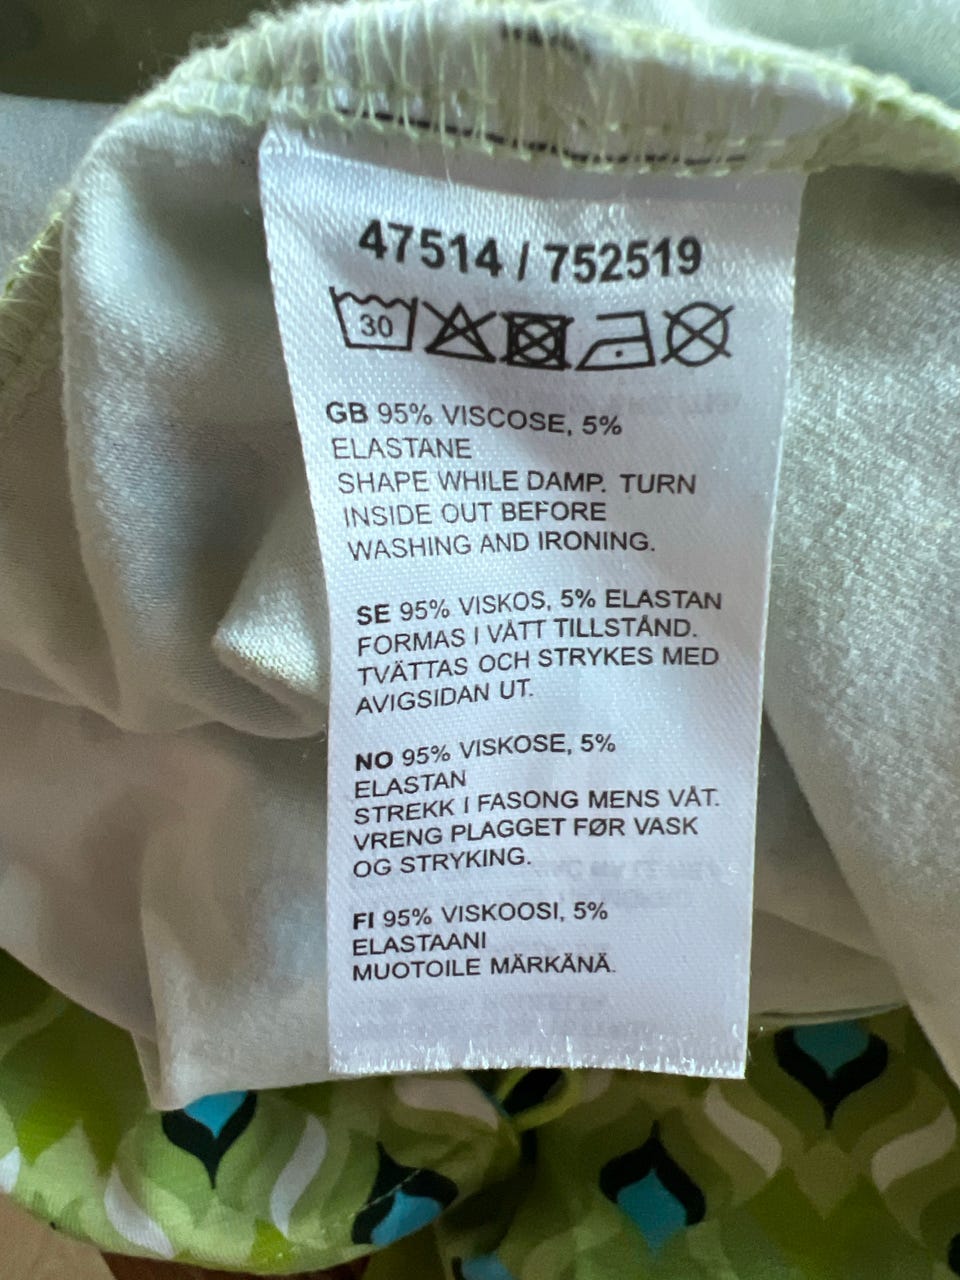 47514 / 752519
30
GB 95% VISCOSE, 5%
ELASTANE
SHAPE WHILE DAMP. TURN
INSIDE OUT BEFORE
WASHING AND IRONING.
SE 95% VISKOS, 5% ELASTAN
FORMAS I VÅTT TILLSTÅND.
TVÄTTAS OCH STRYKES MED
AVIGSIDAN UT.
NO 95% VISKOSE, 5%
ELASTAN
STREKK I FASONG MENS VÅT.
VRENG PLAGGET FØR VASK
OG STRYKING.
FI 95% VISKOOSI, 5%
ELASTAANI
MUOTOILE MÄRKÄNÄ.